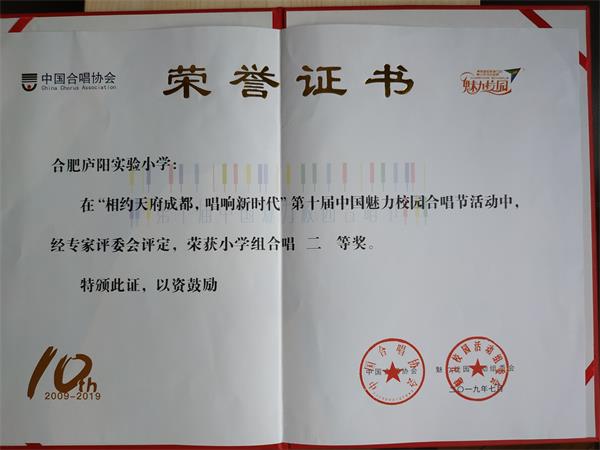 中国合唱协会
China Chorus Association
荣誉证书
魅力校园
合肥庐阳实验小学：
在“相约天府成都，唱响新时代”第十届中国魅力校园合唱节活动中，
经专家评委会评定，荣获小学组合唱 二 等奖。
特颁此证，以资鼓励
10th
2009-2019
中国合唱协会
二〇一九年七月